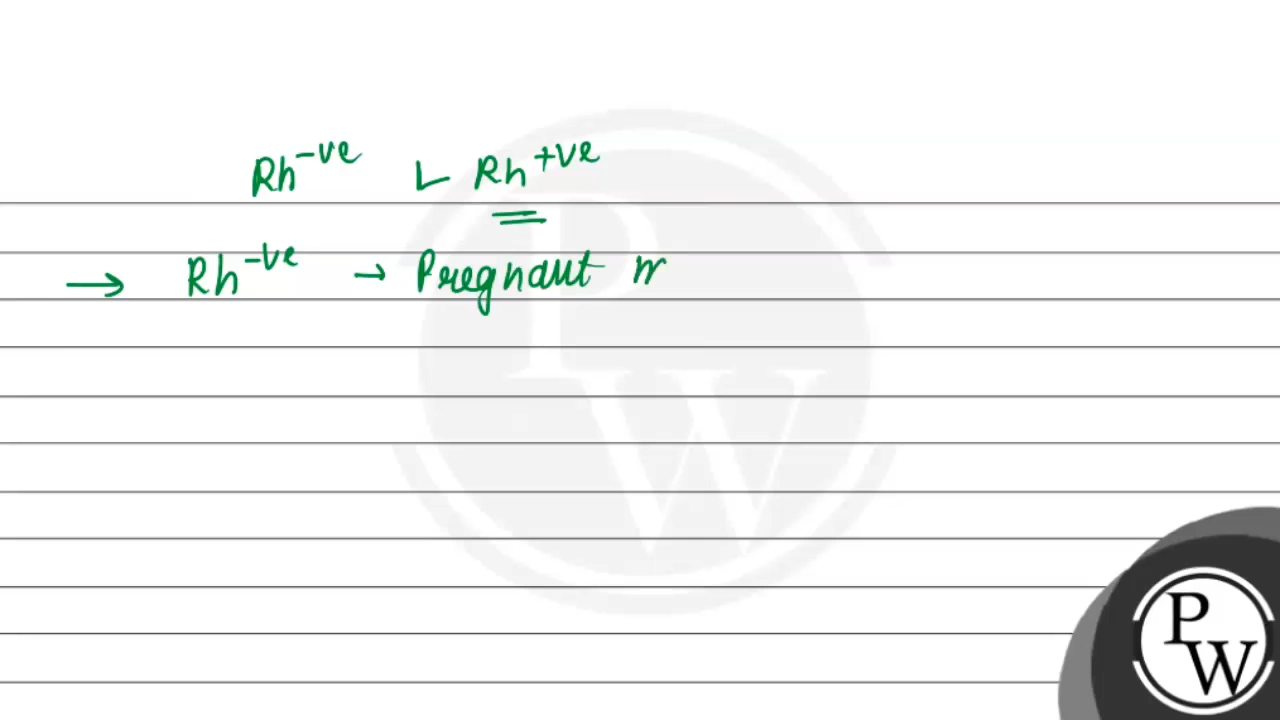 Rh-ve Rh+ve
→ Rh-ve → Pregnant
P
W
P
W